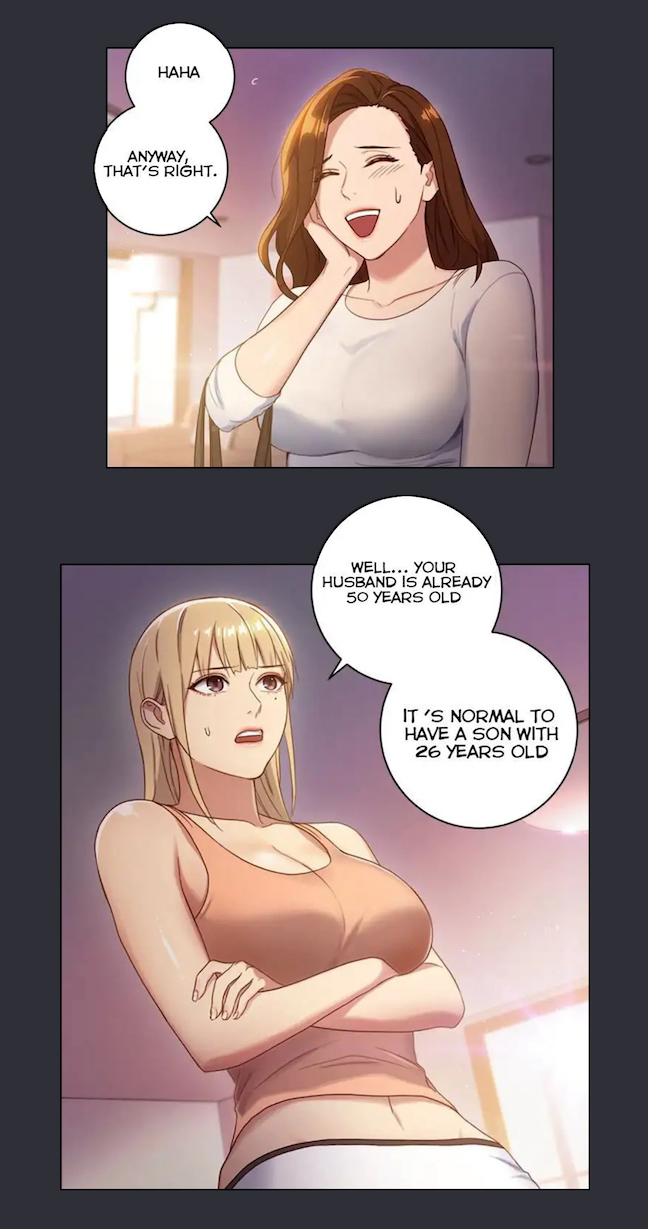 HAHA
ANYWAY,
THAT'S RIGHT.
WELL... YOUR
HUSBAND IS ALREADY
50 YEARS OLD
IT 'S NORMAL TO
HAVE A SON WITH
26 YEARS OLD